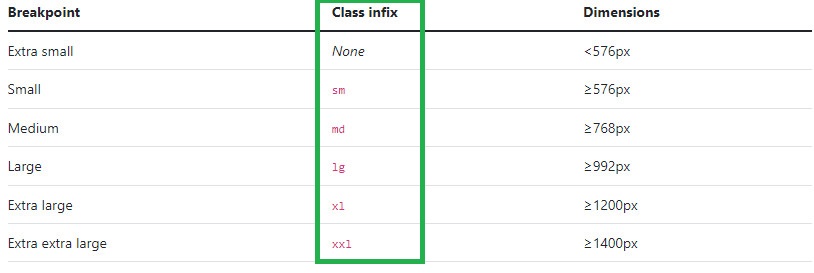 Breakpoint Class infix Dimensions
Extra small None <576px
Small sm ≥576px
Medium md ≥768px
Large lg ≥992px
Extra large xl ≥1200px
Extra extra large xxl ≥1400px